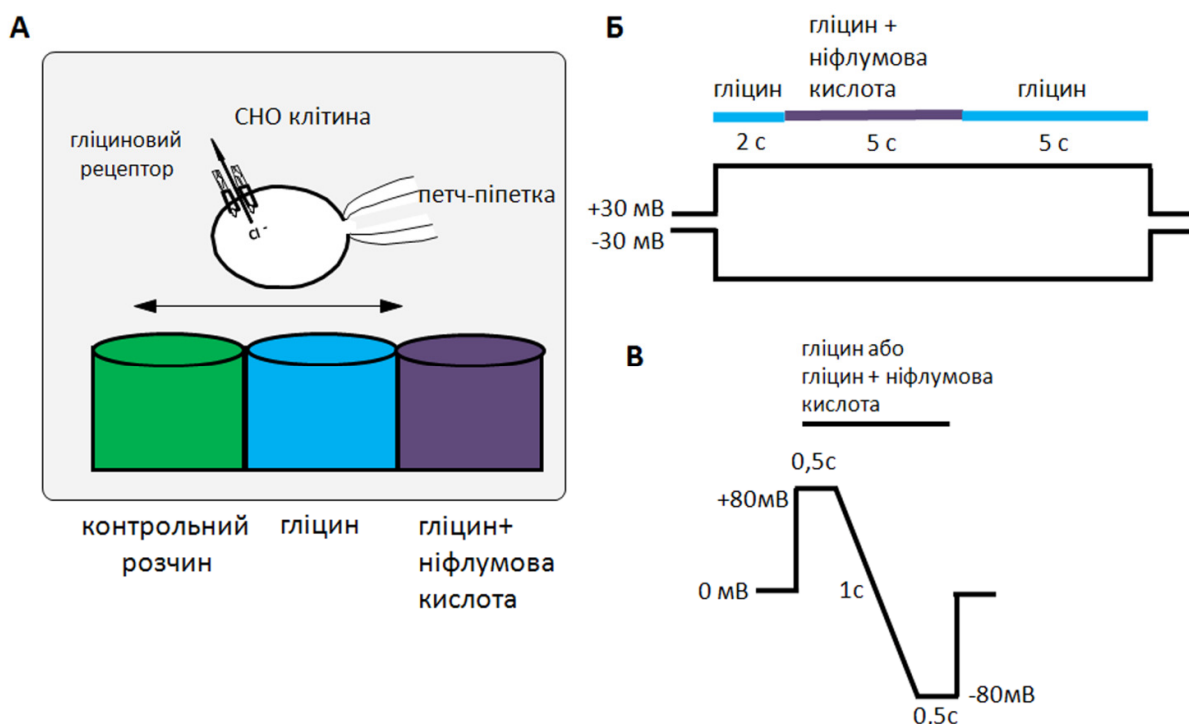 А
СНО клітина
гліциновий
рецептор
петч-піпетка
Cl -
контрольний
розчин
гліцин
гліцин+
ніфлумова
кислота
Б
гліцин
гліцин +
ніфлумова
кислота
гліцин
2 с
5 с
5 с
+30 мВ
-30 мВ
В
гліцин або
гліцин + ніфлумова
кислота
0,5с
+80мВ
0 мВ
1с
-80мВ
0,5с